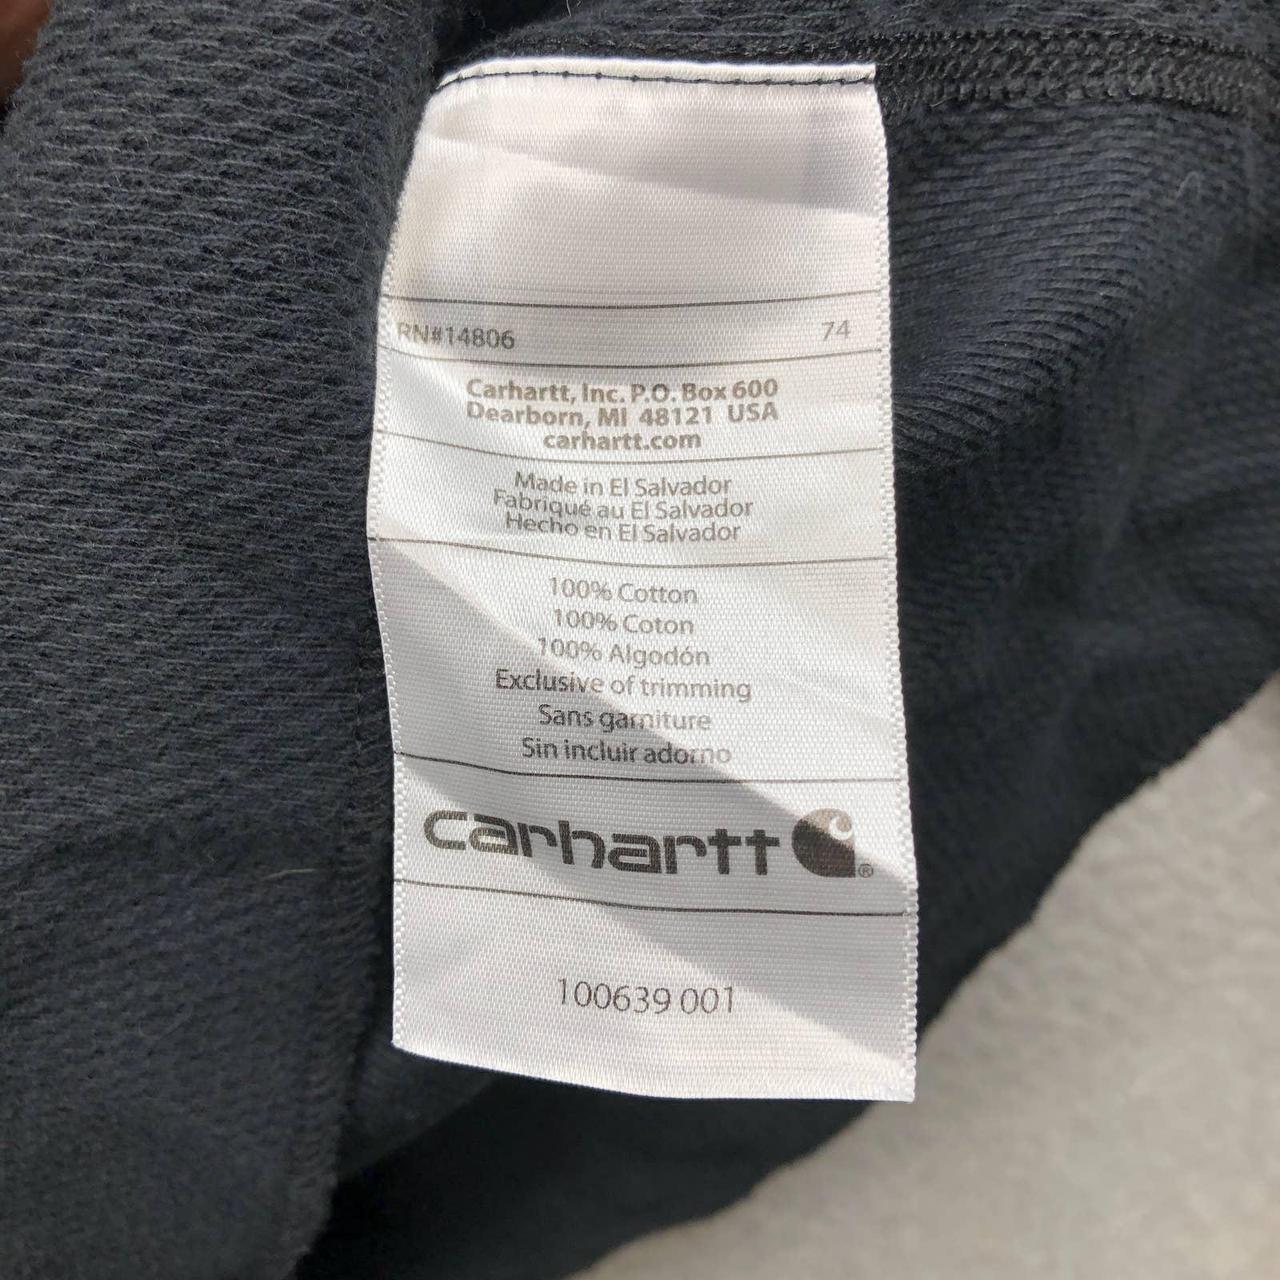 RN#14806 74
Carhartt, Inc. P.O. Box 600
Dearborn, MI 48121 USA
carhartt.com
Made in El Salvador
Fabriqué au El Salvador
Hecho en El Salvador
100% Cotton
100% Coton
100% Algodón
Exclusive of trimming
Sans garniture
Sin incluir adorno
carhartt ®
100639 001